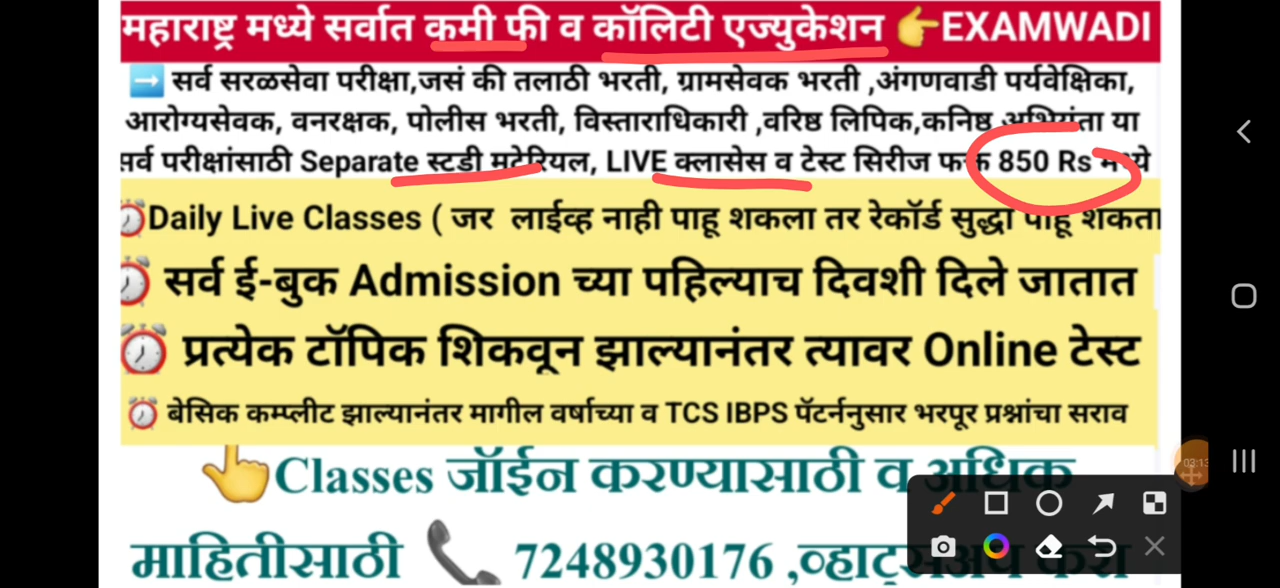 महाराष्ट्र मध्ये सर्वात कमी फी व कॉलिटी एज्युकेशन 👉EXAMWADI
➡️ सर्व सरळसेवा परीक्षा,जसं की तलाठी भरती, ग्रामसेवक भरती ,अंगणवाडी पर्यवेक्षिका,
आरोग्यसेवक, वनरक्षक, पोलीस भरती, विस्ताराधिकारी ,वरिष्ठ लिपिक,कनिष्ठ अभियंता या
सर्व परीक्षांसाठी Separate स्टडी मटेरियल, LIVE क्लासेस व टेस्ट सिरीज फक्त 850 Rs मध्ये
⏰Daily Live Classes ( जर लाईव्ह नाही पाहू शकला तर रेकॉर्ड सुद्धा पाहू शकता
⏰ सर्व ई-बुक Admission च्या पहिल्याच दिवशी दिले जातात
⏰ प्रत्येक टॉपिक शिकवून झाल्यानंतर त्यावर Online टेस्ट
⏰ बेसिक कम्प्लीट झाल्यानंतर मागील वर्षाच्या व TCS IBPS पॅटर्ननुसार भरपूर प्रश्नांचा सराव
👆Classes जॉईन करण्यासाठी व अधिक
03:13
माहितीसाठी 📞 7248930176 ,व्हाट्सअप करा